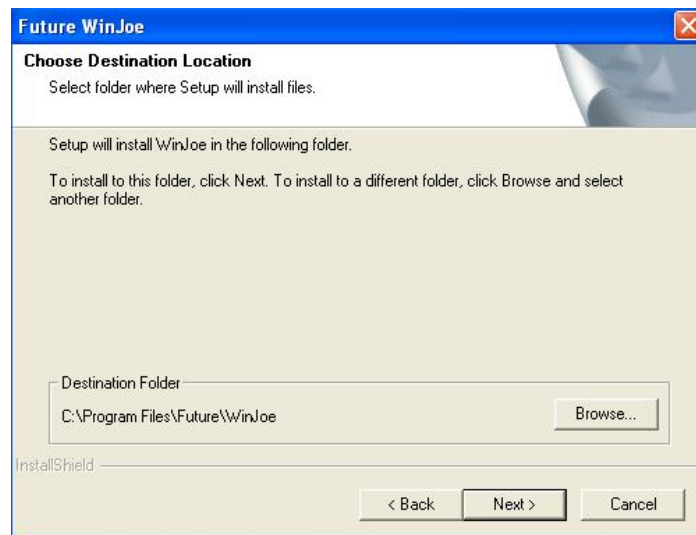 Future WinJoe
Choose Destination Location
Select folder where Setup will install files.
Setup will install WinJoe in the following folder.
To install to this folder, click Next. To install to a different folder, click Browse and select
another folder.
Destination Folder
C:\Program Files\Future\WinJoe
Browse...
InstallShield
< Back
Next >
Cancel